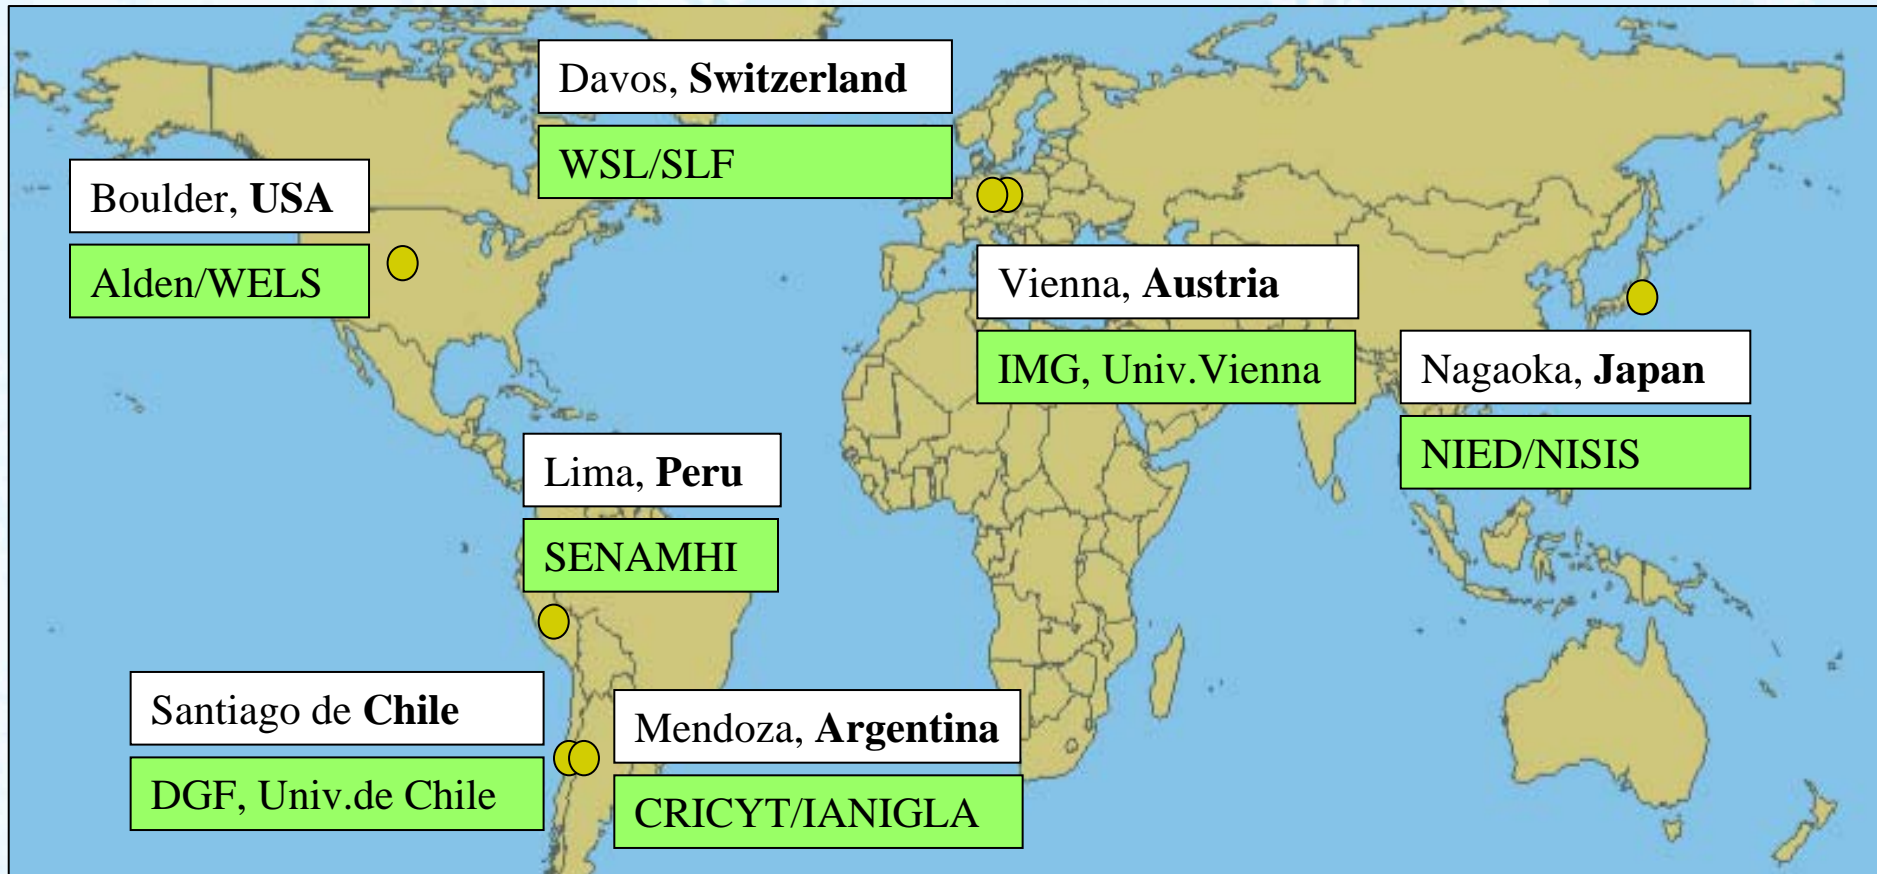 Davos, Switzerland
WSL/SLF
Boulder, USA
Alden/WELS
Vienna, Austria
IMG, Univ.Vienna
Nagaoka, Japan
NIED/NISIS
Lima, Peru
SENAMHI
Santiago de Chile
DGF, Univ.de Chile
Mendoza, Argentina
CRICYT/IANIGLA